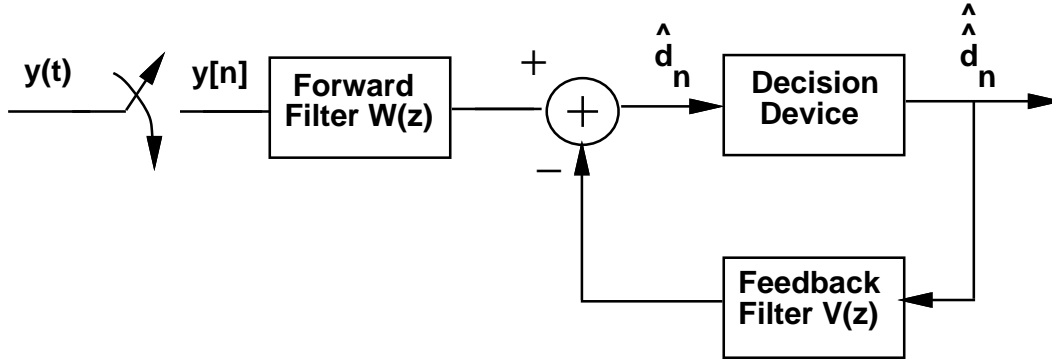 y(t)
y[n]
Forward
Filter W(z)
+
+
−
d̂n
Decision
Device
d̂̂n
Feedback
Filter V(z)